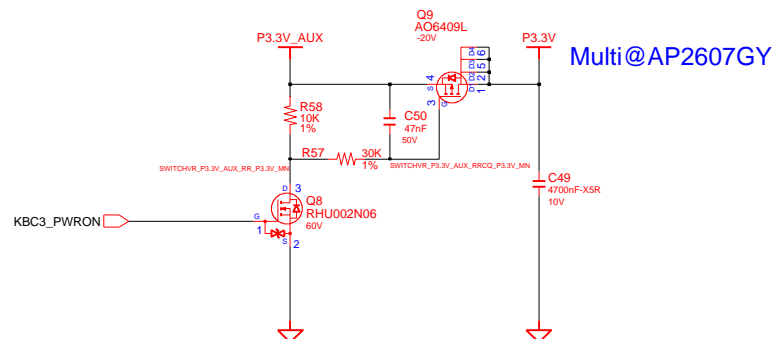 Q9
AO6409L
-20V
P3.3V_AUX
P3.3V
Multi@AP2607GY
D4 6
D3 5
S 4
D2 2
D1 1
3 G
R58
10K
1%
C50
47nF
50V
R57
30K
1%
SWITCHVR_P3.3V_AUX_RR_P3.3V_MN
SWITCHVR_P3.3V_AUX_RRCQ_P3.3V_MN
C49
4700nF-X5R
10V
D 3
Q8
RHU002N06
60V
KBC3_PWRON
G
1
S 2